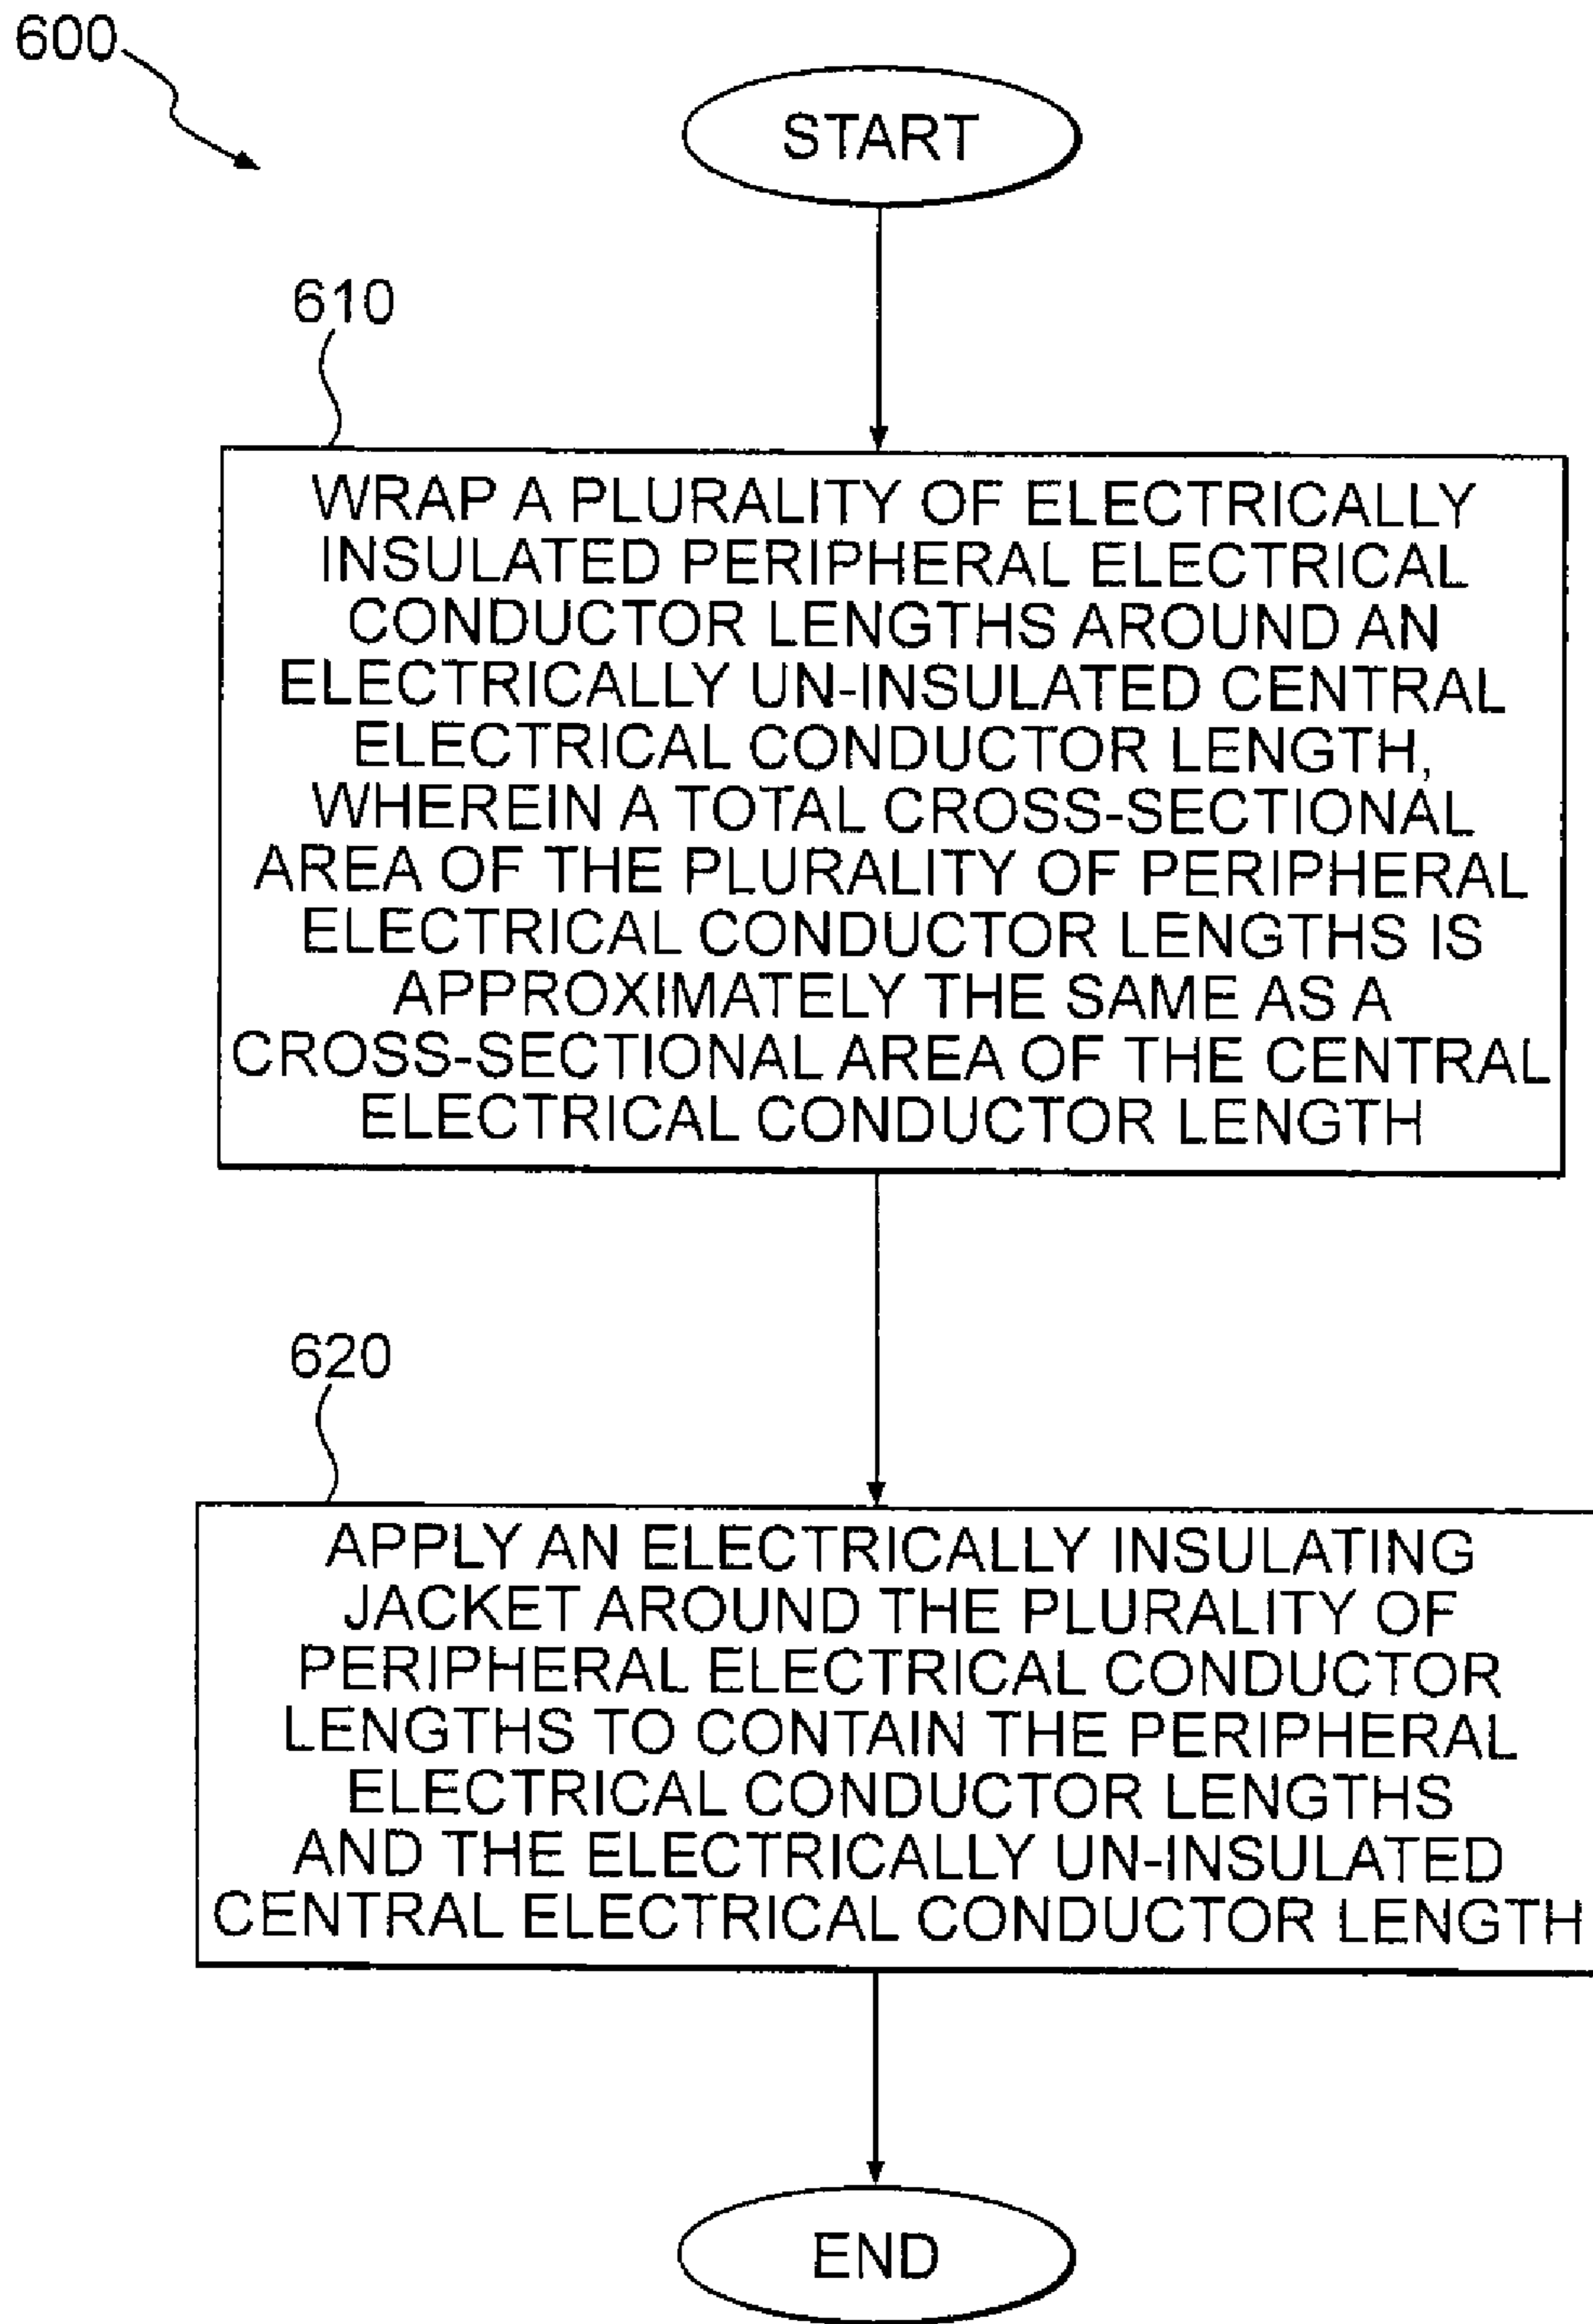 600
START
610
WRAP A PLURALITY OF ELECTRICALLY
INSULATED PERIPHERAL ELECTRICAL
CONDUCTOR LENGTHS AROUND AN
ELECTRICALLY UN-INSULATED CENTRAL
ELECTRICAL CONDUCTOR LENGTH,
WHEREIN A TOTAL CROSS-SECTIONAL
AREA OF THE PLURALITY OF PERIPHERAL
ELECTRICAL CONDUCTOR LENGTHS IS
APPROXIMATELY THE SAME AS A
CROSS-SECTIONAL AREA OF THE CENTRAL
ELECTRICAL CONDUCTOR LENGTH
620
APPLY AN ELECTRICALLY INSULATING
JACKET AROUND THE PLURALITY OF
PERIPHERAL ELECTRICAL CONDUCTOR
LENGTHS TO CONTAIN THE PERIPHERAL
ELECTRICAL CONDUCTOR LENGTHS
AND THE ELECTRICALLY UN-INSULATED
CENTRAL ELECTRICAL CONDUCTOR LENGTH
END